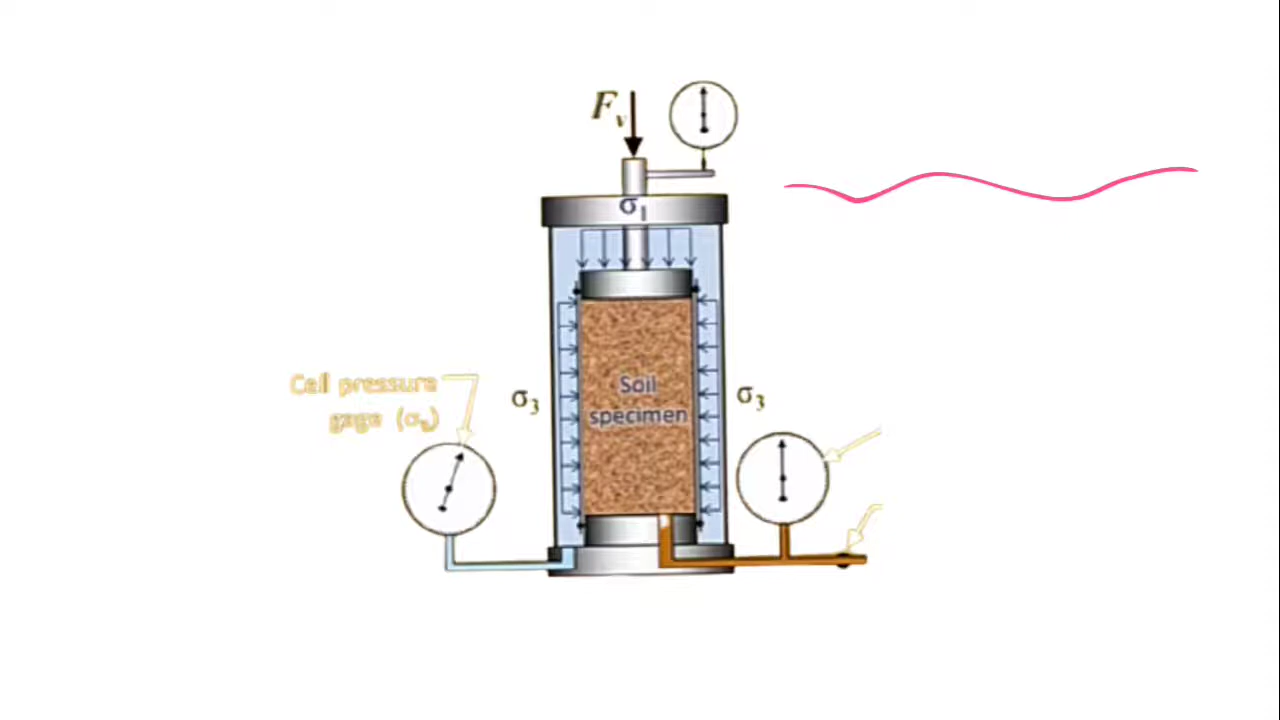 Fv
σ1
Cell pressure
gage (σ3)
σ3
Soil
specimen
σ3